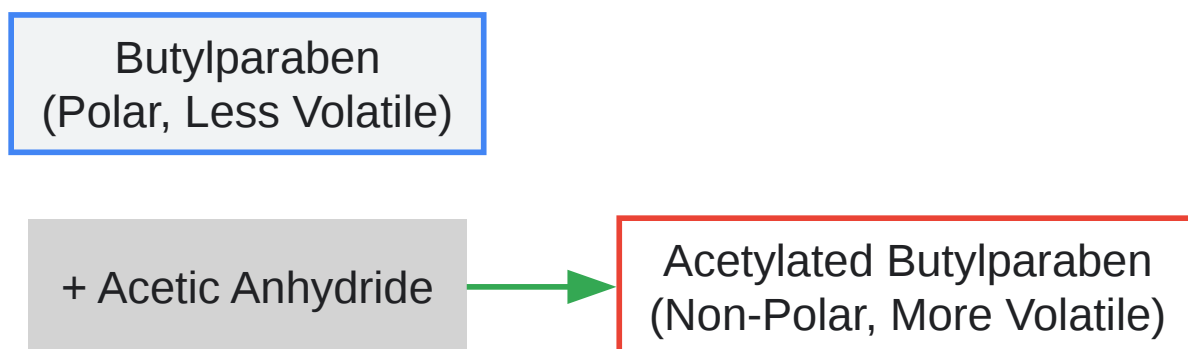 Butylparaben
(Polar, Less Volatile)
+ Acetic Anhydride
Acetylated Butylparaben
(Non-Polar, More Volatile)